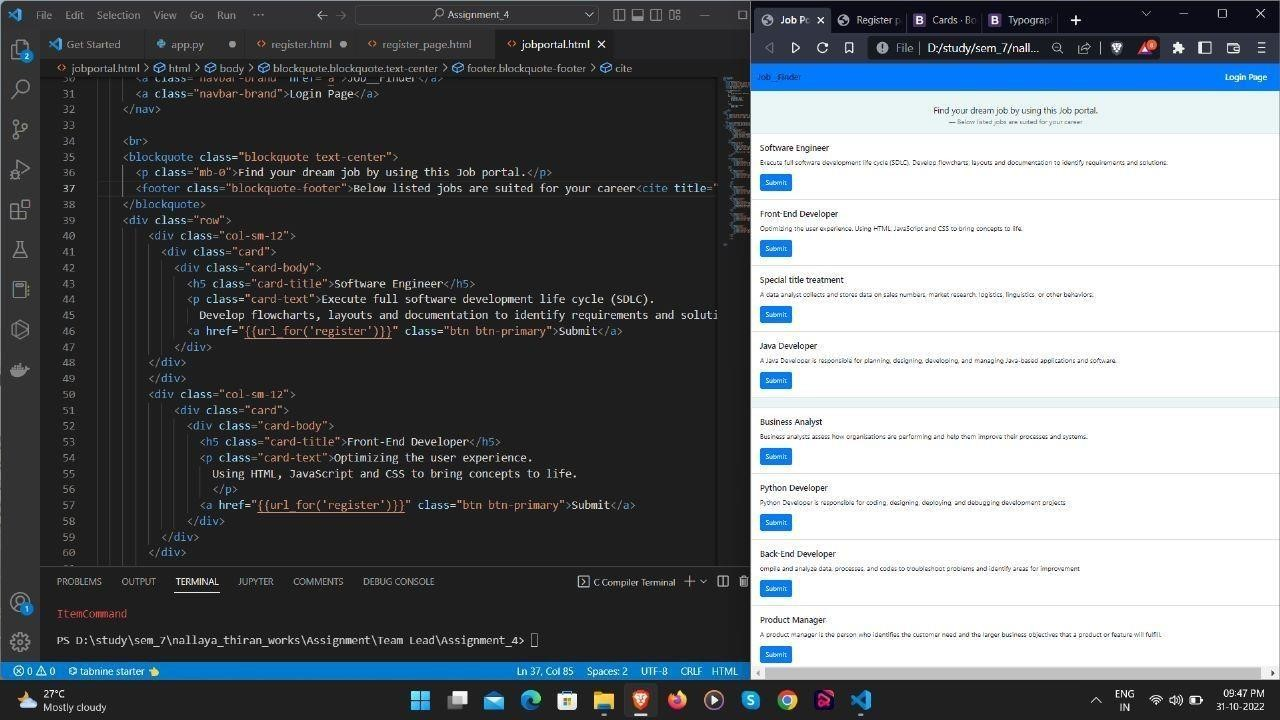 File Edit Selection View Go Run ··· Assignment_4
Get Started app.py register.html register_page.html jobportal.html
jobportal.html > html > body > blockquote.blockquote.text-center > footer.blockquote-footer > cite
30 <a class="navbar-brand" href="a">Job__Finder</a>
31 <a class="navbar-brand">Login Page</a>
32 </nav>
33
34 <br>
35 <blockquote class="blockquote text-center">
36 <p class="mb-0">Find your dream job by using this Job portal.</p>
37 <footer class="blockquote-footer">Below listed jobs are suited for your career<cite title="
38 </blockquote>
39 <div class="row">
40 <div class="col-sm-12">
41 <div class="card">
42 <div class="card-body">
43 <h5 class="card-title">Software Engineer</h5>
44 <p class="card-text">Execute full software development life cycle (SDLC).
45 Develop flowcharts, layouts and documentation to identify requirements and soluti
46 <a href="{{url_for('register')}}" class="btn btn-primary">Submit</a>
47 </div>
48 </div>
49 </div>
50 <div class="col-sm-12">
51 <div class="card">
52 <div class="card-body">
53 <h5 class="card-title">Front-End Developer</h5>
54 <p class="card-text">Optimizing the user experience.
55 Using HTML, JavaScript and CSS to bring concepts to life.
56 </p>
57 <a href="{{url_for('register')}}" class="btn btn-primary">Submit</a>
58 </div>
59 </div>
60 </div>
PROBLEMS OUTPUT TERMINAL JUPYTER COMMENTS DEBUG CONSOLE C Compiler Terminal
ItemCommand
PS D:\study\sem_7\nallaya_thiran_works\Assignment\Team Lead\Assignment_4>
0 0 tabnine starter Ln 37, Col 85 Spaces: 2 UTF-8 CRLF HTML
Job Po Register p Cards · Bo Typograph
File D:/study/sem_7/nall...
Job__Finder Login Page
Find your dream job by using this Job portal.
— Below listed jobs are suited for your career
Software Engineer
Execute full software development life cycle (SDLC). Develop flowcharts, layouts and documentation to identify requirements and solutions.
Submit
Front-End Developer
Optimizing the user experience. Using HTML, JavaScript and CSS to bring concepts to life.
Submit
Special title treatment
A data analyst collects and stores data on sales numbers, market research, logistics, linguistics, or other behaviors.
Submit
Java Developer
A Java Developer is responsible for planning, designing, developing, and managing Java-based applications and software.
Submit
Business Analyst
Business analysts assess how organisations are performing and help them improve their processes and systems.
Submit
Python Developer
Python Developer is responsible for coding, designing, deploying, and debugging development projects
Submit
Back-End Developer
ompile and analyze data, processes, and codes to troubleshoot problems and identify areas for improvement
Submit
Product Manager
A product manager is the person who identifies the customer need and the larger business objectives that a product or feature will fulfill.
Submit
27°C
Mostly cloudy
ENG
IN
09:47 PM
31-10-2022